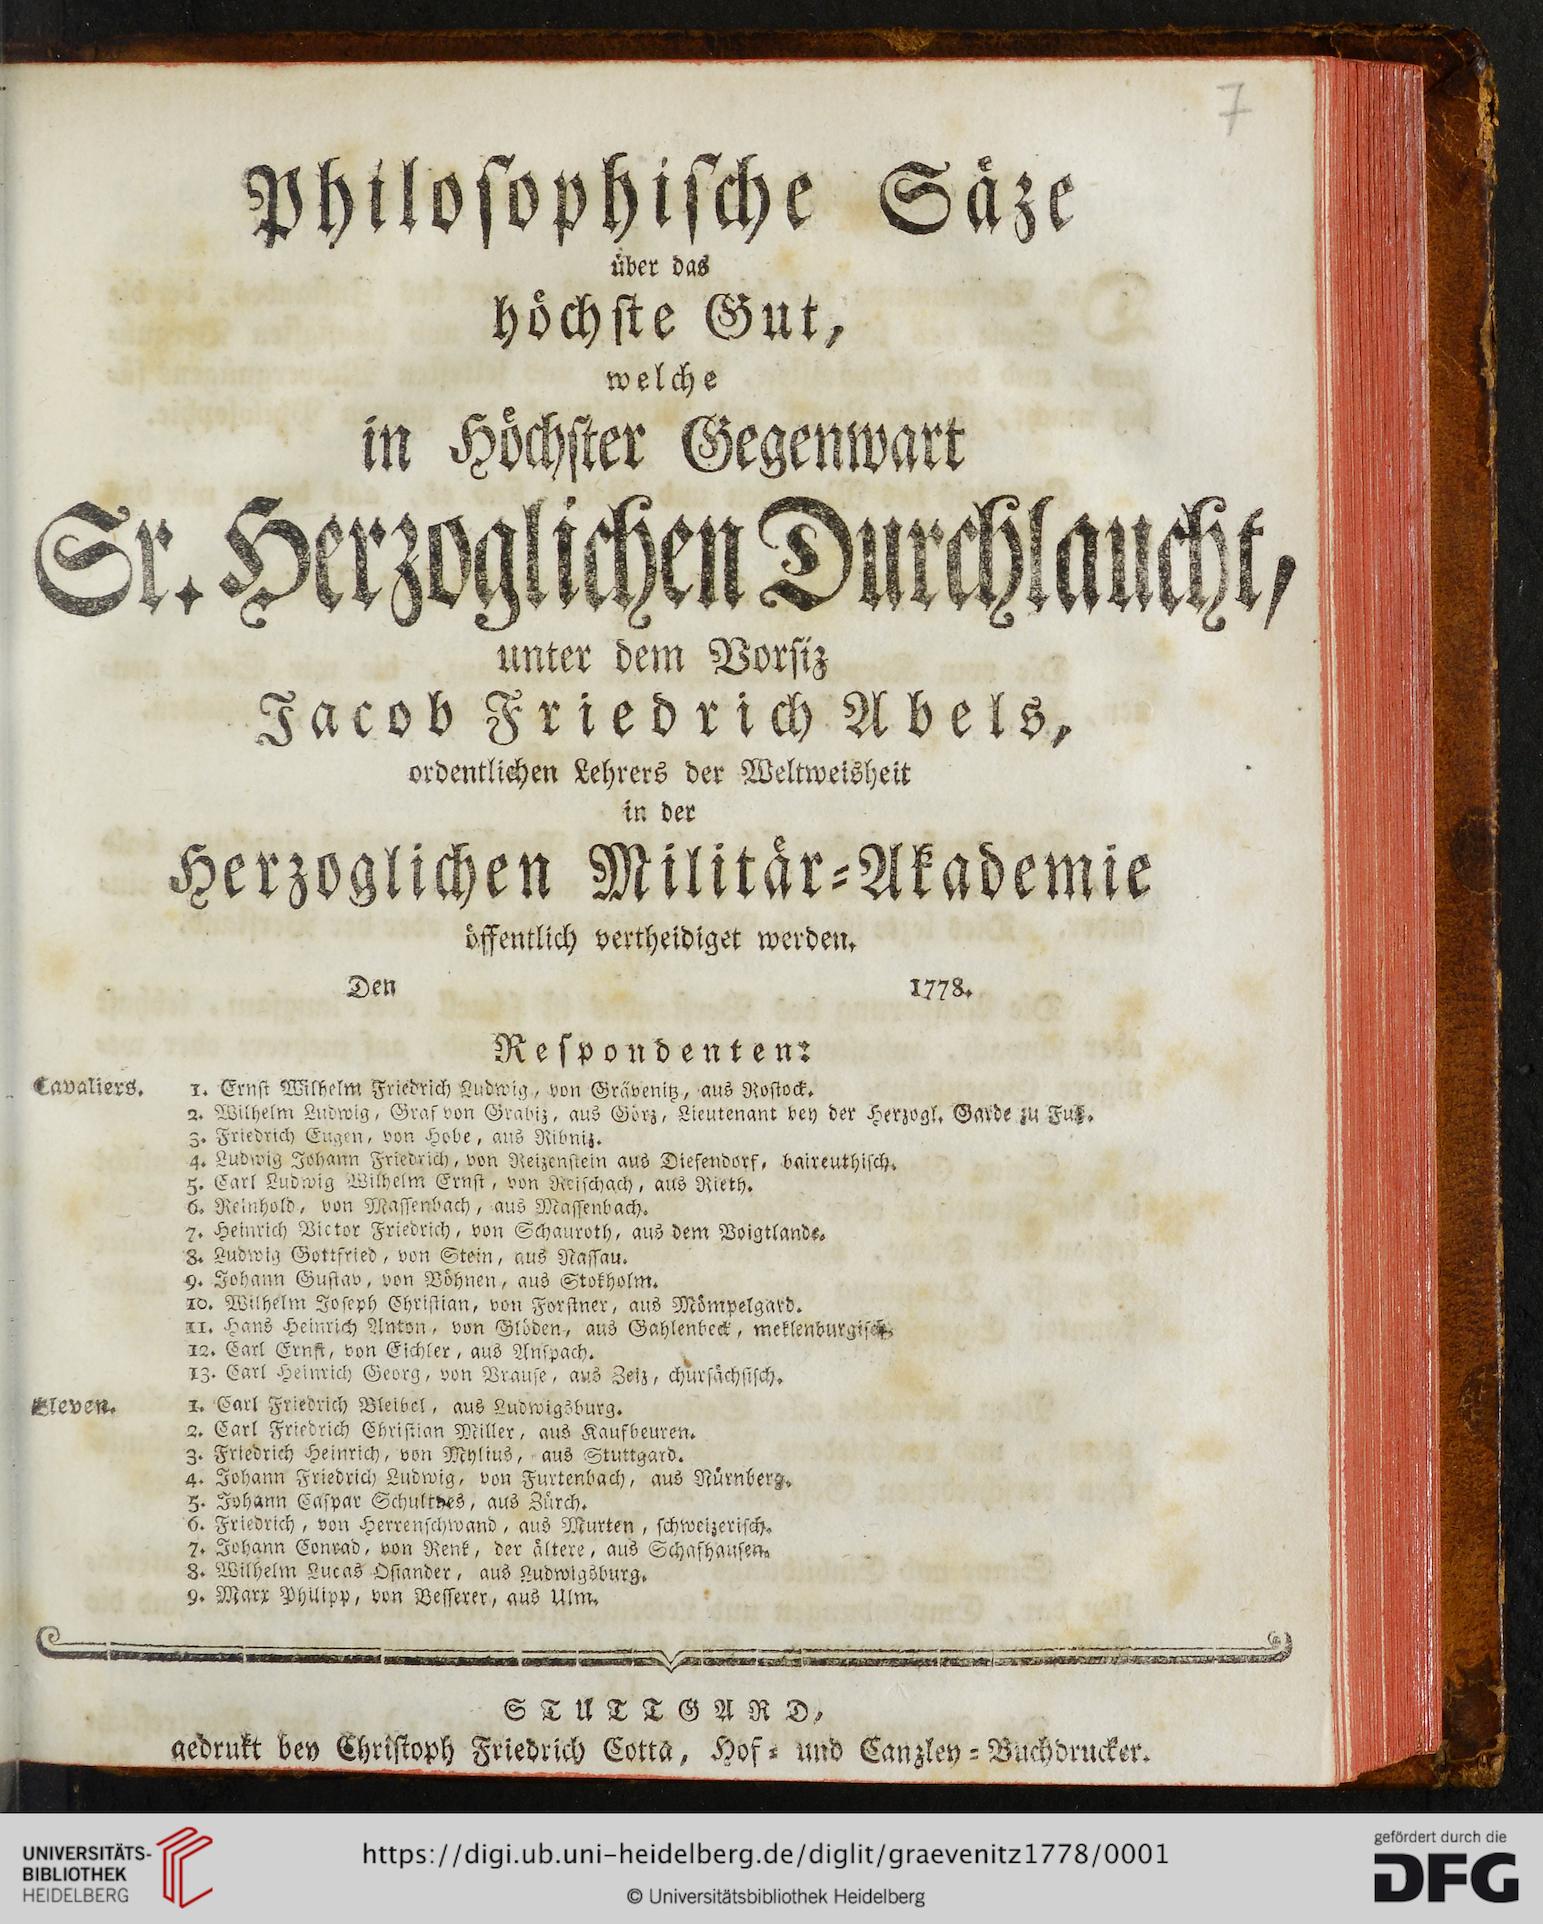 7
Philosophische Säze
über das
höchste Gut,
welche
in Höchster Gegenwart
Sr. Herzoglichen Durchlaucht,
unter dem Vorsiz
Jacob Friedrich Abels,
ordentlichen Lehrers der Weltweisheit
in der
Herzoglichen Militär-Akademie
öffentlich vertheidiget werden.
Den 1778.
Respondenten:
Cavaliers. 1. Ernst Wilhelm Friedrich Ludwig, von Grävenitz, aus Rostock.
2. Wilhelm Ludwig, Graf von Grabiz, aus Görz, Lieutenant bey der Herzogl. Garde zu Fuß.
3. Friedrich Eugen, von Hobe, aus Ribniz.
4. Ludwig Johann Friedrich, von Reizenstein aus Diefendorf, baireuthisch.
5. Carl Ludwig Wilhelm Ernst, von Reischach, aus Rieth.
6. Reinhold, von Massenbach, aus Massenbach.
7. Heinrich Victor Friedrich, von Schauroth, aus dem Voigtlande.
8. Ludwig Gottfried, von Stein, aus Nassau.
9. Johann Gustav, von Böhnen, aus Stokholm.
10. Wilhelm Joseph Christian, von Forstner, aus Mömpelgard.
11. Hans Heinrich Anton, von Glöden, aus Gahlenbeck, meklenburgisch.
12. Carl Ernst, von Eichler, aus Anspach.
13. Carl Heinrich Georg, von Brause, aus Zeiz, chursächsisch.
Eleven. 1. Carl Friedrich Bleibel, aus Ludwigsburg.
2. Carl Friedrich Christian Miller, aus Kaufbeuren.
3. Friedrich Heinrich, von Mylius, aus Stuttgard.
4. Johann Friedrich Ludwig, von Furtenbach, aus Nürnberg.
5. Johann Caspar Schulthes, aus Zürch.
6. Friedrich, von Herrenschwand, aus Murten, schweizerisch.
7. Johann Conrad, von Renk, der ältere, aus Schafhausen.
8. Wilhelm Lucas Osiander, aus Ludwigsburg.
9. Marx Philipp, von Besserer, aus Ulm.
STUTTGARD,
gedrukt bey Christoph Friedrich Cotta, Hof- und Canzley-Buchdrucker.
UNIVERSITÄTS-
BIBLIOTHEK
HEIDELBERG
https://digi.ub.uni-heidelberg.de/diglit/graevenitz1778/0001
© Universitätsbibliothek Heidelberg
gefördert durch die
DFG